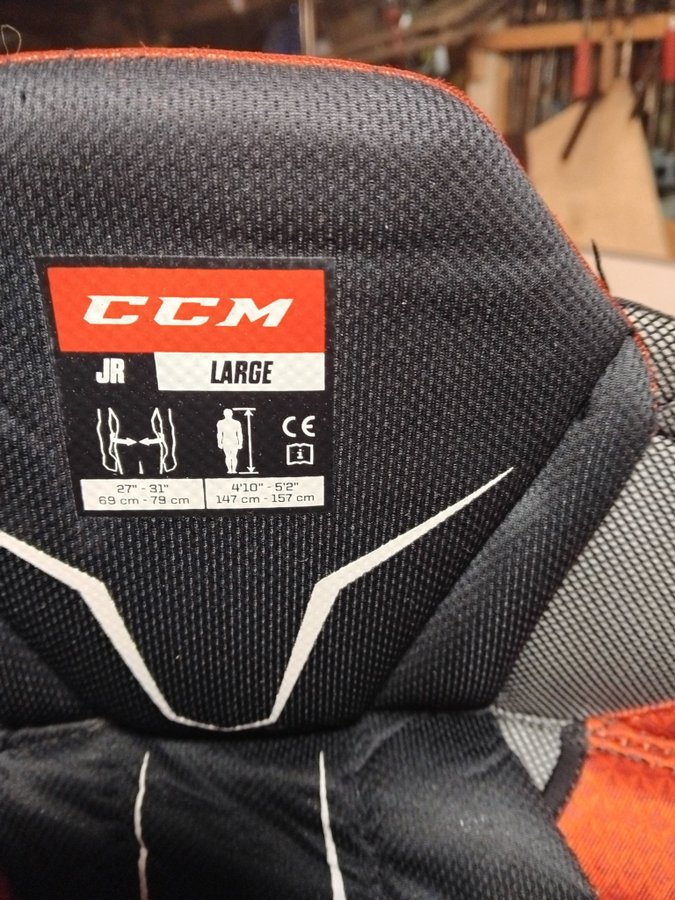 CCM
JR LARGE
CE
27" - 31" 4'10" - 5'2"
69 cm - 79 cm 147 cm - 157 cm